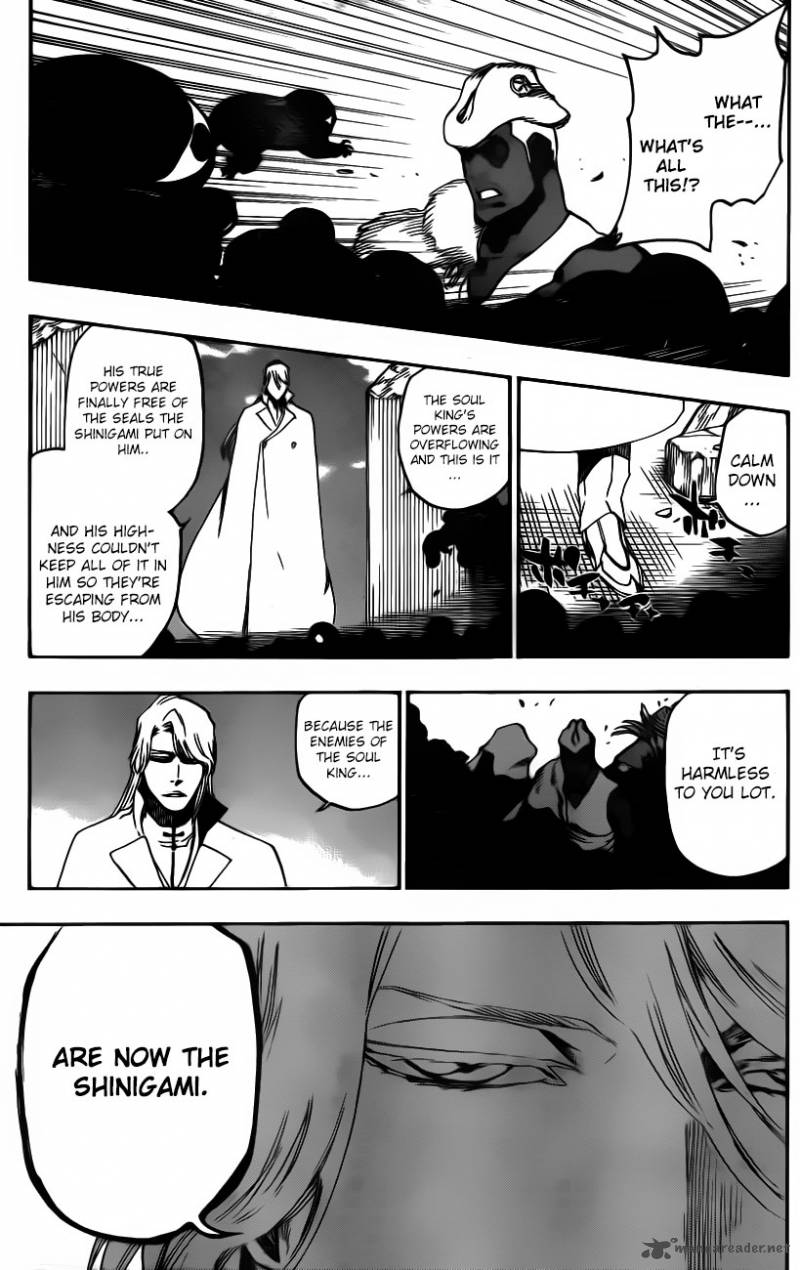 WHAT
THE--...
WHAT'S
ALL
THIS!?
CALM
DOWN
...
THE SOUL
KING'S
POWERS ARE
OVERFLOWING
AND THIS IS IT
...
HIS TRUE
POWERS ARE
FINALLY FREE
OF THE SEALS THE
SHINIGAMI PUT ON
HIM..
AND HIS HIGH-
NESS COULDN'T
KEEP ALL OF IT IN
HIM SO THEY'RE
ESCAPING FROM
HIS BODY...
IT'S
HARMLESS
TO YOU LOT.
BECAUSE THE
ENEMIES OF
THE SOUL
KING...
ARE NOW THE
SHINIGAMI.